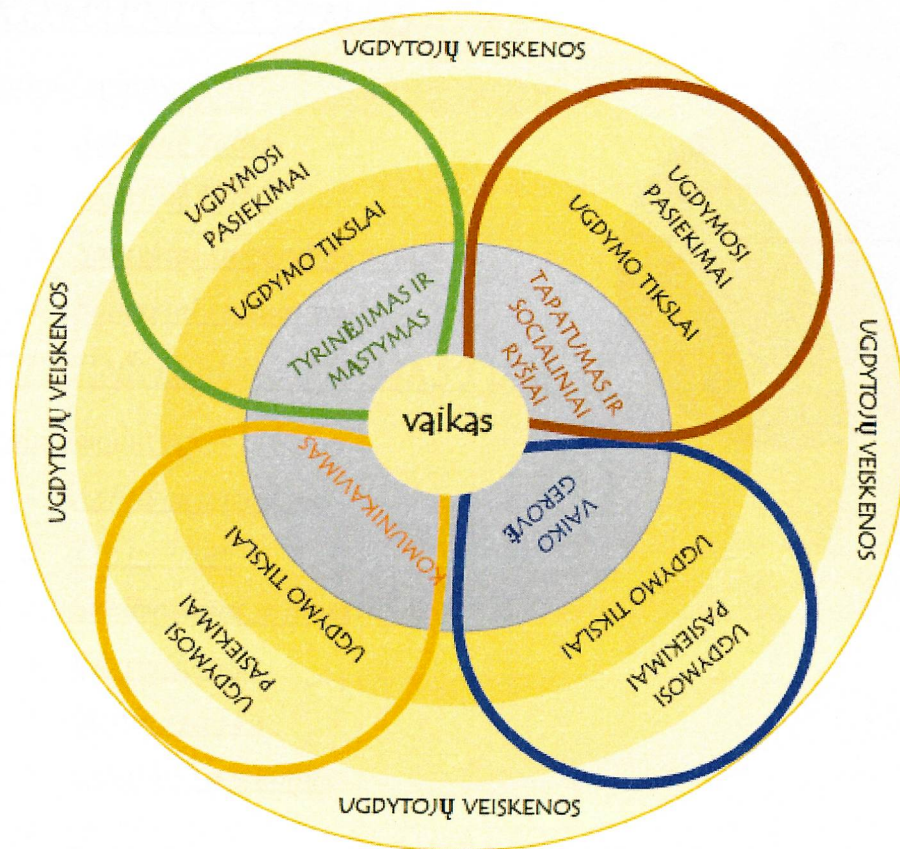 UGDYTOJŲ VEISKENOS
UGDYMOSI
PASIEKIMAI
UGDYMO TIKSLAI
TYRINĖJIMAS IR
MĄSTYMAS
UGDYMOSI
PASIEKIMAI
UGDYMO TIKSLAI
TAPATUMAS IR
SOCIALINIAI
RYŠIAI
UGDYTOJŲ VEISKENOS
vaikas
UGDYTOJŲ VEISKENOS
KOMUNIKAVIMAS
UGDYMO TIKSLAI
UGDYMOSI
PASIEKIMAI
VAIKO
GEROVĖ
UGDYMO TIKSLAI
UGDYMOSI
PASIEKIMAI
UGDYTOJŲ VEISKENOS